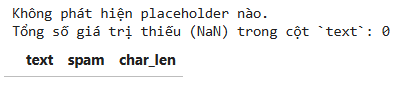 Không phát hiện placeholder nào.
Tổng số giá trị thiếu (NaN) trong cột `text`: 0
text spam char_len